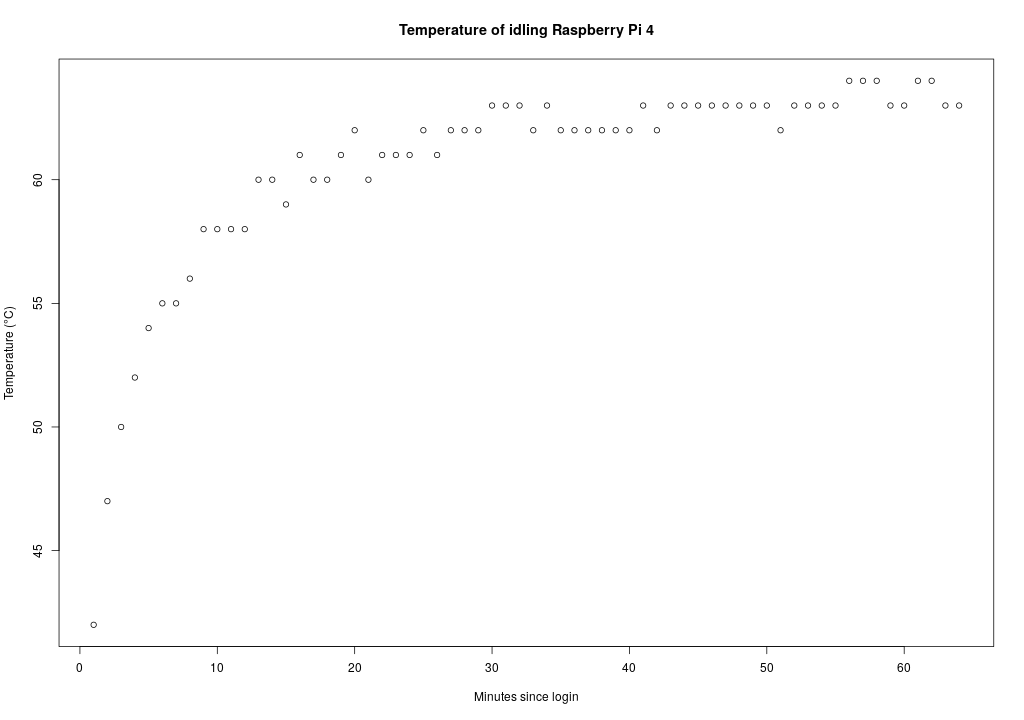 Temperature of idling Raspberry Pi 4
Temperature (°C)
60
55
50
45
0 10 20 30 40 50 60
Minutes since login